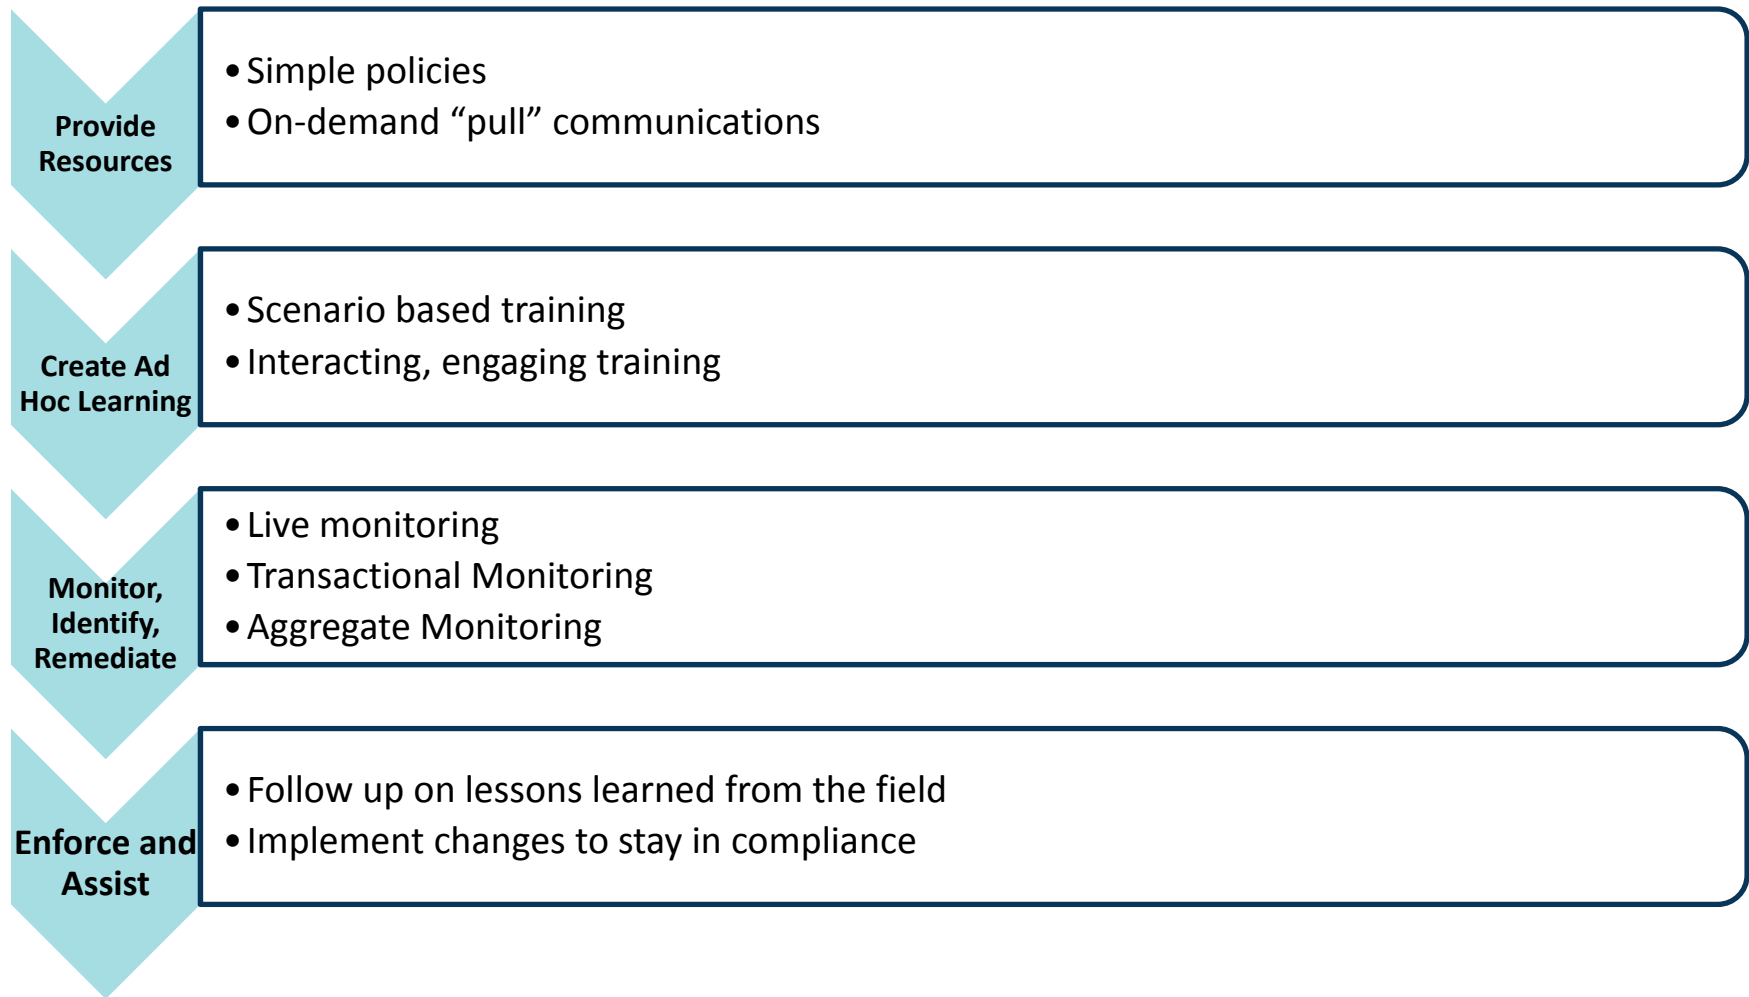 Provide
Resources
• Simple policies
• On-demand “pull” communications
Create Ad
Hoc Learning
• Scenario based training
• Interacting, engaging training
Monitor,
Identify,
Remediate
• Live monitoring
• Transactional Monitoring
• Aggregate Monitoring
Enforce and
Assist
• Follow up on lessons learned from the field
• Implement changes to stay in compliance